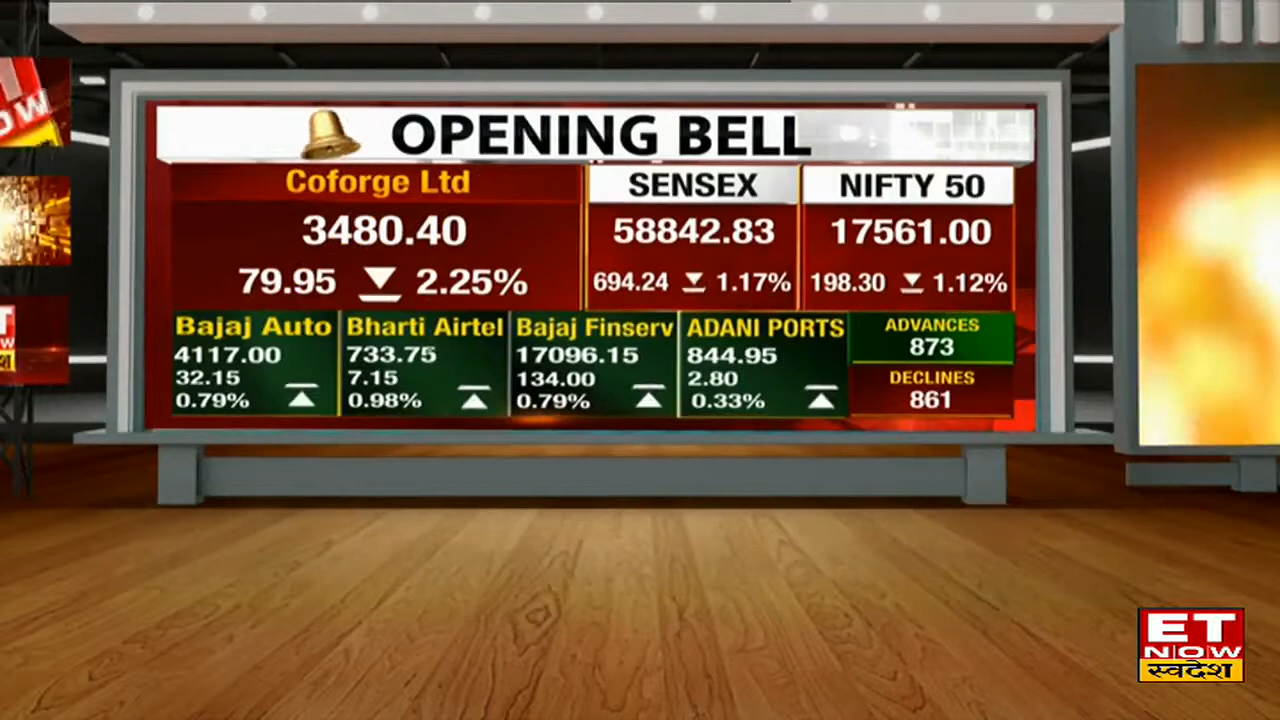 OPENING BELL
Coforge Ltd
3480.40
79.95 2.25%
SENSEX
58842.83
694.24 1.17%
NIFTY 50
17561.00
198.30 1.12%
Bajaj Auto
4117.00
32.15
0.79%
Bharti Airtel
733.75
7.15
0.98%
Bajaj Finserv
17096.15
134.00
0.79%
ADANI PORTS
844.95
2.80
0.33%
ADVANCES
873
DECLINES
861
NOW
ET
NOW
स्वदेश